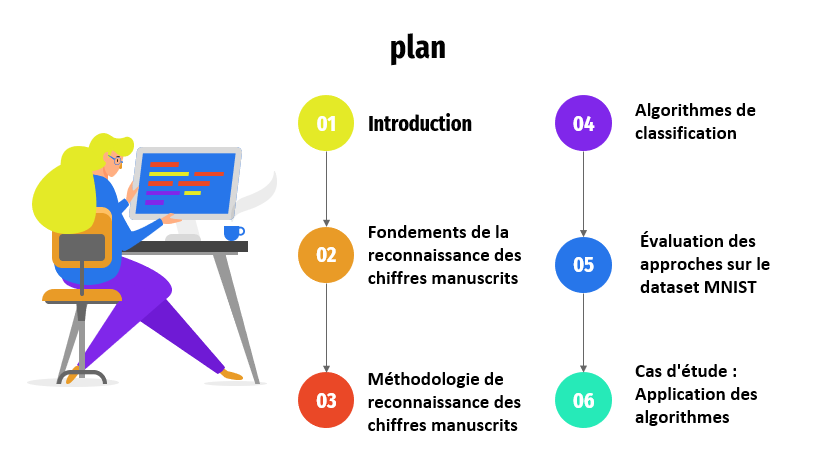 plan
01
Introduction
02
Fondements de la
reconnaissance des
chiffres manuscrits
03
Méthodologie de
reconnaissance des
chiffres manuscrits
04
Algorithmes de
classification
05
Évaluation des
approches sur le
dataset MNIST
06
Cas d'étude :
Application des
algorithmes